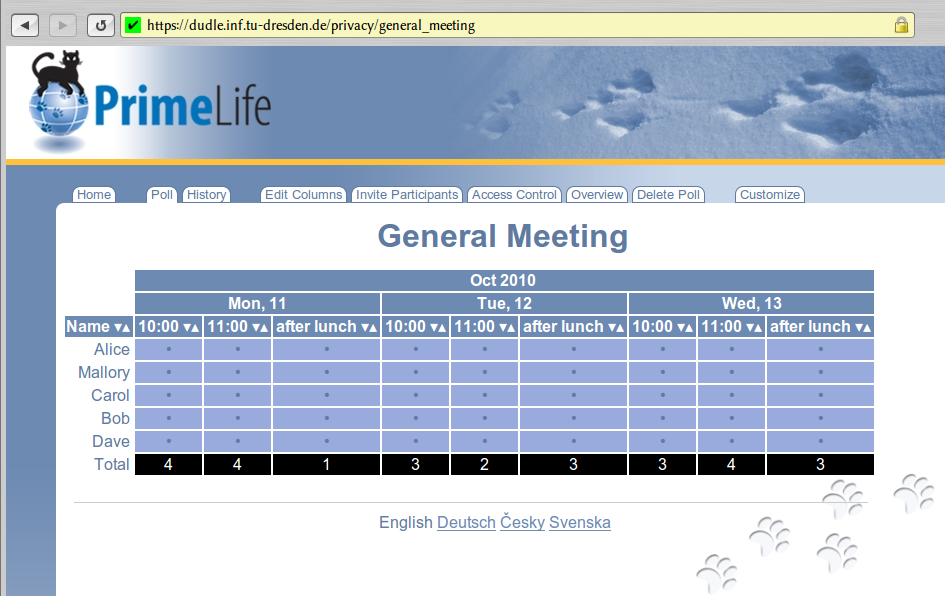 https://dudle.inf.tu-dresden.de/privacy/general_meeting
PrimeLife
Home Poll History Edit Columns Invite Participants Access Control Overview Delete Poll Customize
General Meeting
Oct 2010
Mon, 11 Tue, 12 Wed, 13
Name ▼▲ 10:00 ▼▲ 11:00 ▼▲ after lunch ▼▲ 10:00 ▼▲ 11:00 ▼▲ after lunch ▼▲ 10:00 ▼▲ 11:00 ▼▲ after lunch ▼▲
Alice • • • • • • • • •
Mallory • • • • • • • • •
Carol • • • • • • • • •
Bob • • • • • • • • •
Dave • • • • • • • • •
Total 4 4 1 3 2 3 3 4 3
English Deutsch Česky Svenska